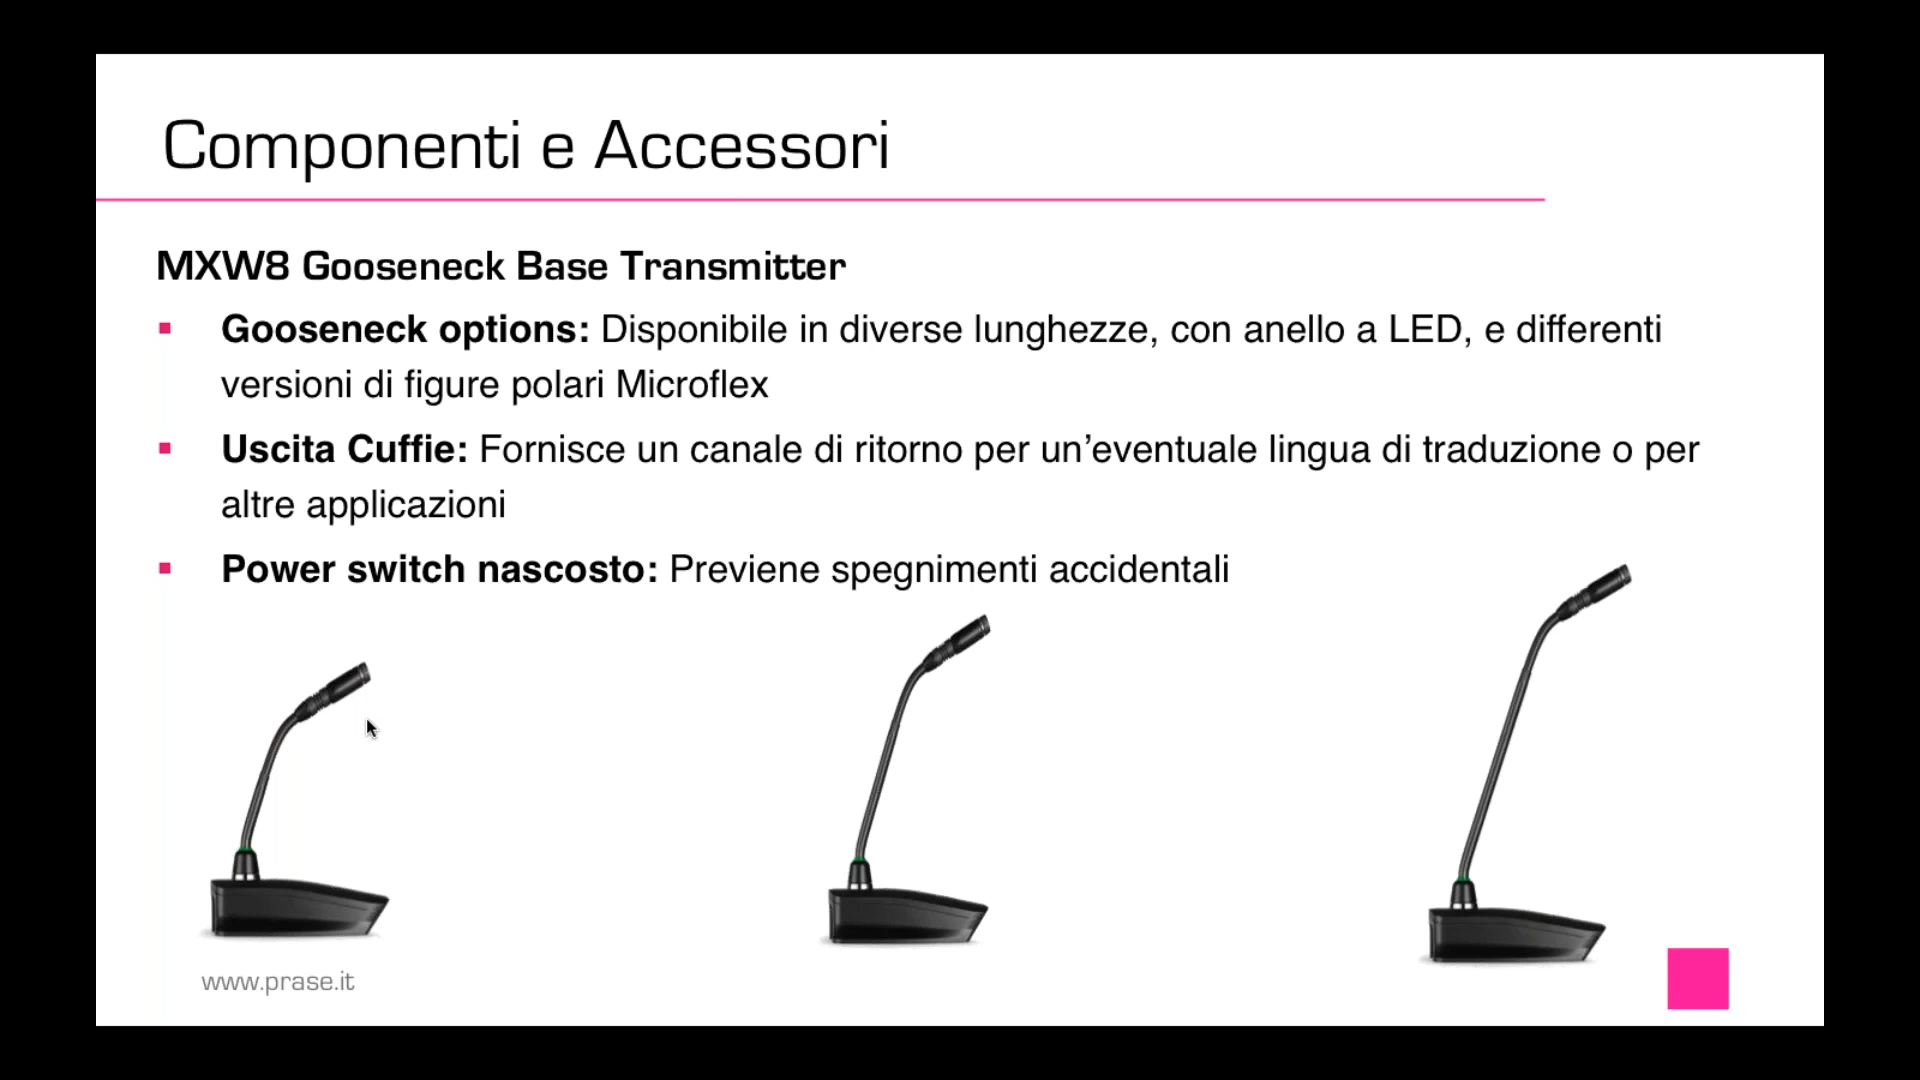 Componenti e Accessori
MXW8 Gooseneck Base Transmitter
Gooseneck options: Disponibile in diverse lunghezze, con anello a LED, e differenti
versioni di figure polari Microflex
Uscita Cuffie: Fornisce un canale di ritorno per un’eventuale lingua di traduzione o per
altre applicazioni
Power switch nascosto: Previene spegnimenti accidentali
www.prase.it